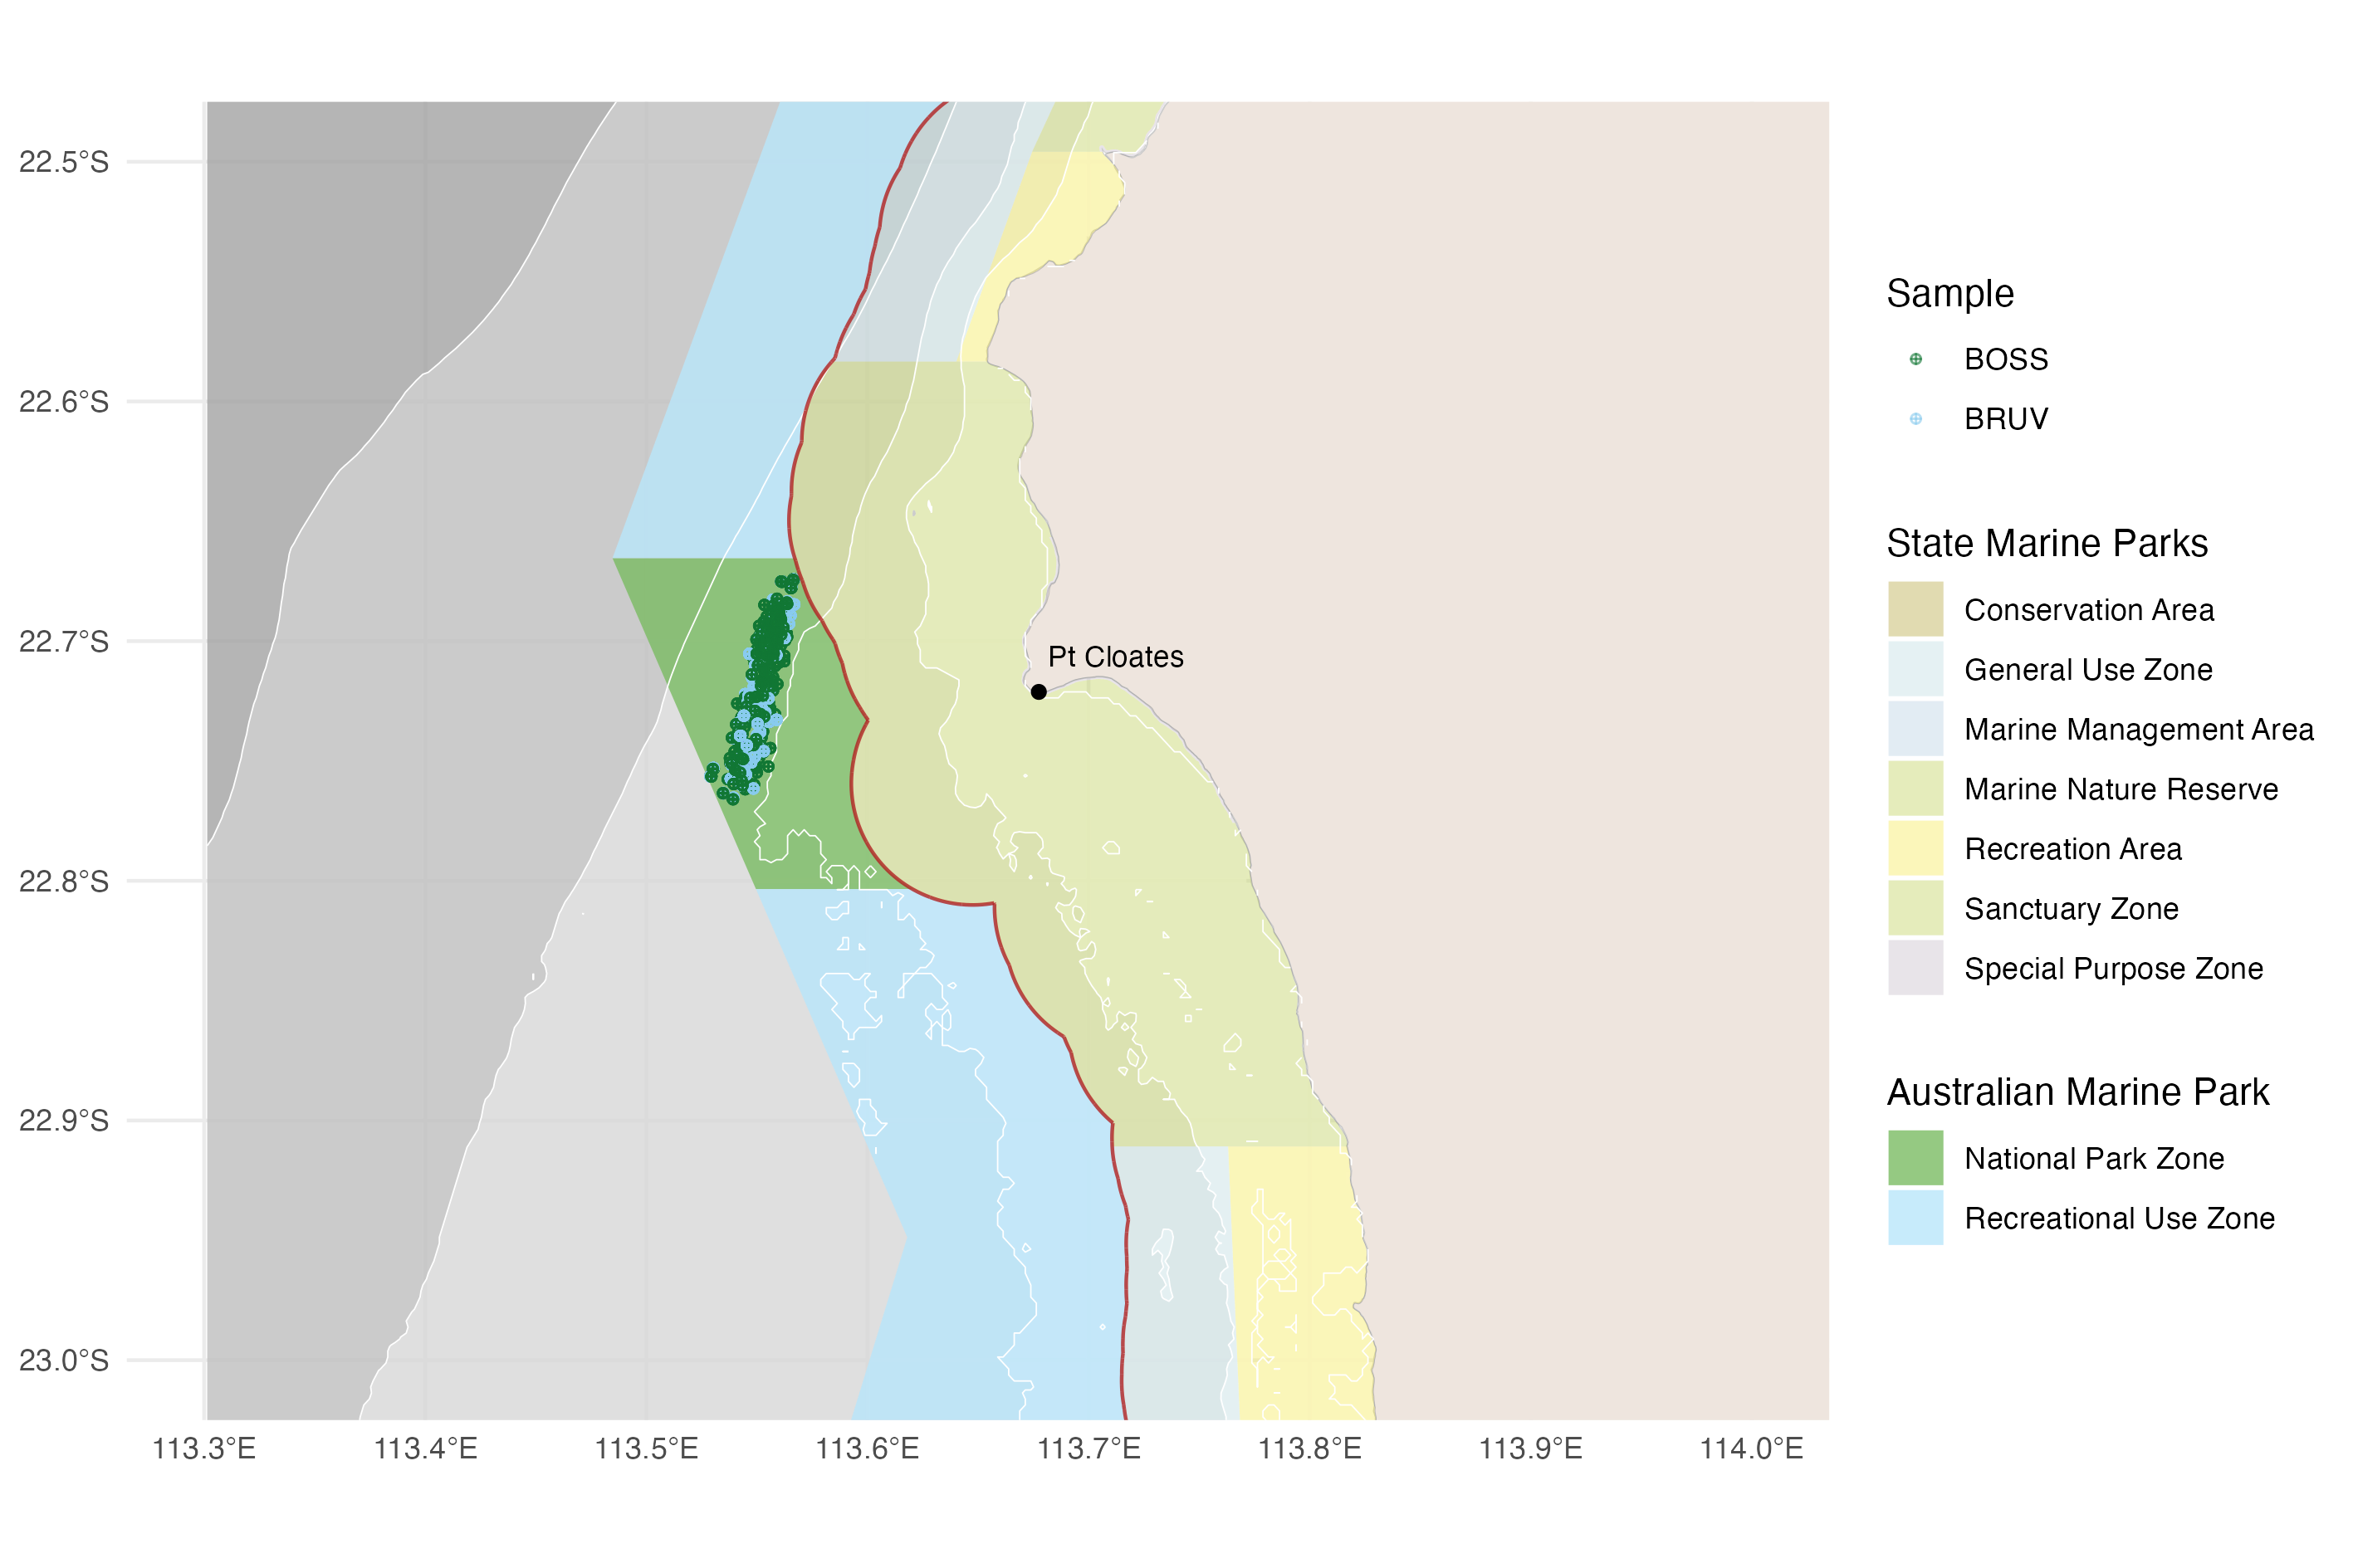 22.5°S
22.6°S
22.7°S
22.8°S
22.9°S
23.0°S
113.3°E
113.4°E
113.5°E
113.6°E
113.7°E
113.8°E
113.9°E
114.0°E
Pt Cloates
Sample
BOSS
BRUV
State Marine Parks
Conservation Area
General Use Zone
Marine Management Area
Marine Nature Reserve
Recreation Area
Sanctuary Zone
Special Purpose Zone
Australian Marine Park
National Park Zone
Recreational Use Zone